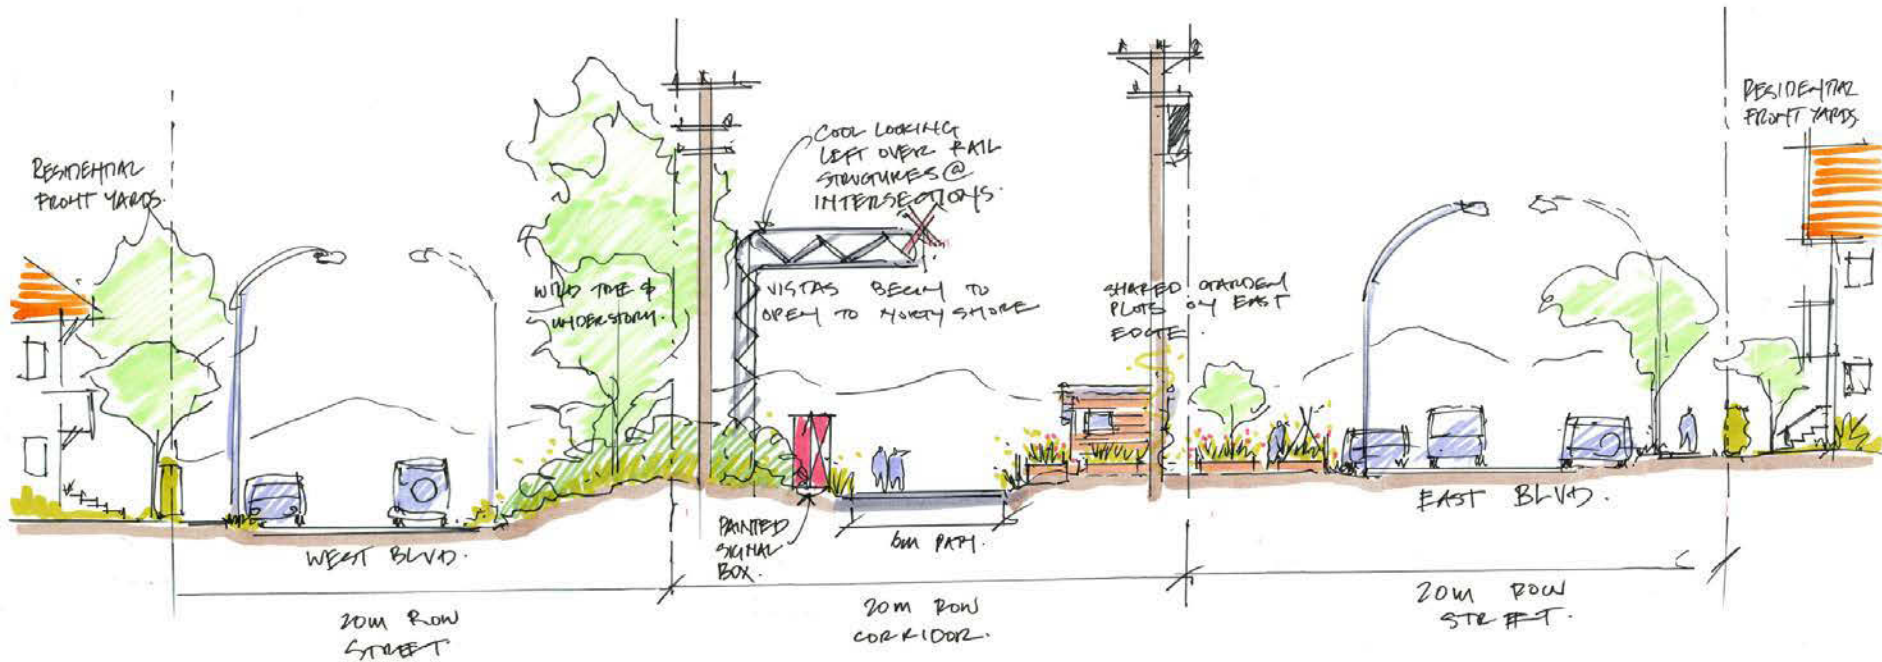 RESIDENTIAL
FRONT YARDS.
WILD TREE &
UNDERSTORY.
COOL LOOKING
LEFT OVER RAIL
STRUCTURES @
INTERSECTIONS.
VISTAS BEGIN TO
OPEN TO NORTH SHORE
SHARED GARDEN
PLOTS ON EAST
EDGE
RESIDENTIAL
FRONT YARDS
WEST BLVD.
PAINTED
SIGNAL
BOX.
6m PATH.
EAST BLVD.
20m ROW
STREET
20m ROW
CORRIDOR.
20m ROW
STREET.